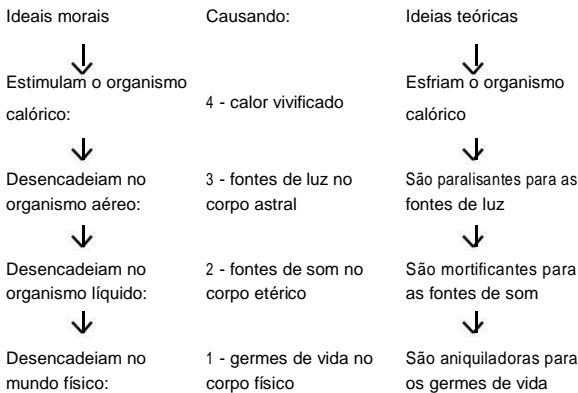 Ideais morais
Causando:
Ideias teóricas
Estimulam o organismo
calórico:
4 - calor vivificado
Esfriam o organismo
calórico
Desencadeiam no
organismo aéreo:
3 - fontes de luz no
corpo astral
São paralisantes para as
fontes de luz
Desencadeiam no
organismo líquido:
2 - fontes de som no
corpo etérico
São mortificantes para
as fontes de som
Desencadeiam no
mundo físico:
1 - germes de vida no
corpo físico
São aniquiladoras para
os germes de vida